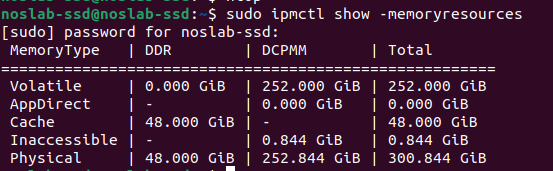 noslab-ssd@noslab-ssd:~$ sudo ipmctl show -memoryresources
[sudo] password for noslab-ssd:
 MemoryType   | DDR        | DCPMM       | Total
=====================================================
 Volatile     | 0.000 GiB  | 252.000 GiB | 252.000 GiB
 AppDirect    | -          | 0.000 GiB   | 0.000 GiB
 Cache        | 48.000 GiB | -           | 48.000 GiB
 Inaccessible | -          | 0.844 GiB   | 0.844 GiB
 Physical     | 48.000 GiB | 252.844 GiB | 300.844 GiB